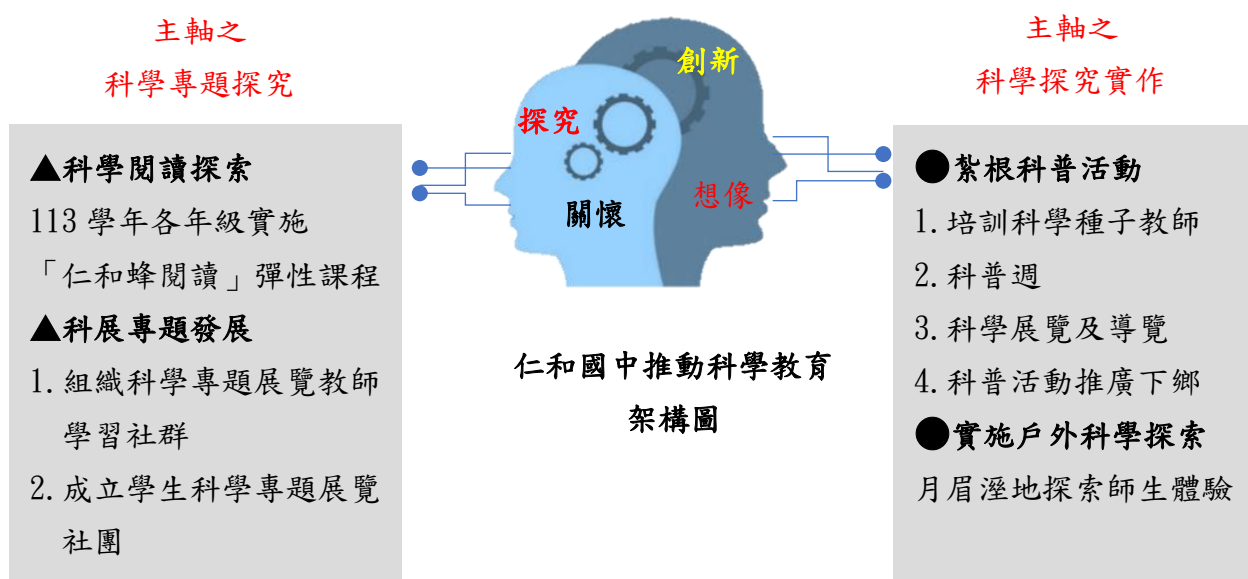 主軸之
科學專題探究
▲科學閱讀探索
113 學年各年級實施
「仁和蜂閱讀」彈性課程
▲科展專題發展
1.組織科學專題展覽教師
學習社群
2.成立學生科學專題展覽
社團
創新
探究
想像
關懷
仁和國中推動科學教育
架構圖
主軸之
科學探究實作
●紮根科普活動
1.培訓科學種子教師
2.科普週
3.科學展覽及導覽
4.科普活動推廣下鄉
●實施戶外科學探索
月眉溼地探索師生體驗